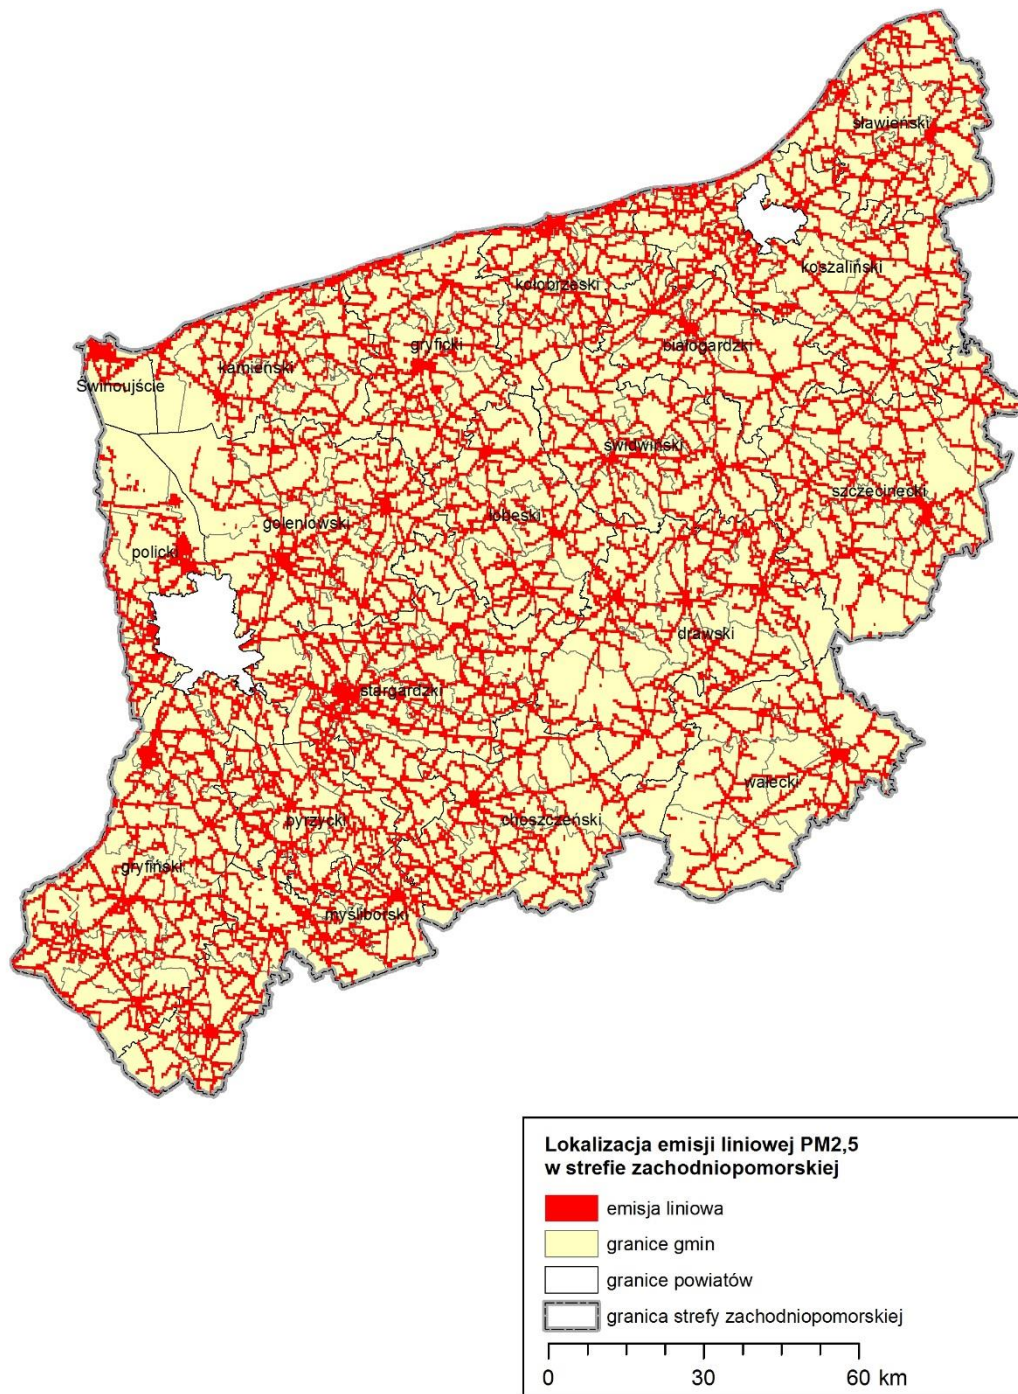 sławieński
koszaliński
kołobrzeski
białogardzki
gryficki
kamieński
Świnoujście
świdwiński
szczecinecki
łobeski
goleniowski
policki
drawski
stargardzki
wałecki
choszczeński
pyrzycki
gryfiński
myśliborski
Lokalizacja emisji liniowej PM2,5
w strefie zachodniopomorskiej
emisja liniowa
granice gmin
granice powiatów
granica strefy zachodniopomorskiej
0 30 60 km